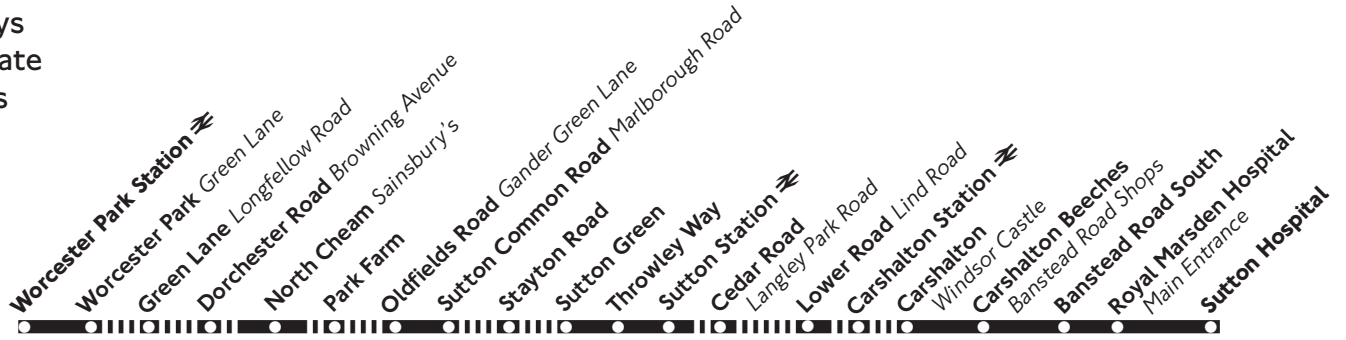 ys
ate
s
Worcester Park Station
Worcester Park Green Lane
Green Lane Longfellow Road
Dorchester Road Browning Avenue
North Cheam Sainsbury's
Park Farm
Oldfields Road Gander Green Lane
Sutton Common Road Marlborough Road
Stayton Road
Sutton Green
Throwley Way
Sutton Station
Cedar Road
Langley Park Road
Lower Road Lind Road
Carshalton Station
Carshalton
Windsor Castle
Carshalton Beeches
Banstead Road Shops
Banstead Road South
Royal Marsden Hospital
Main Entrance
Sutton Hospital